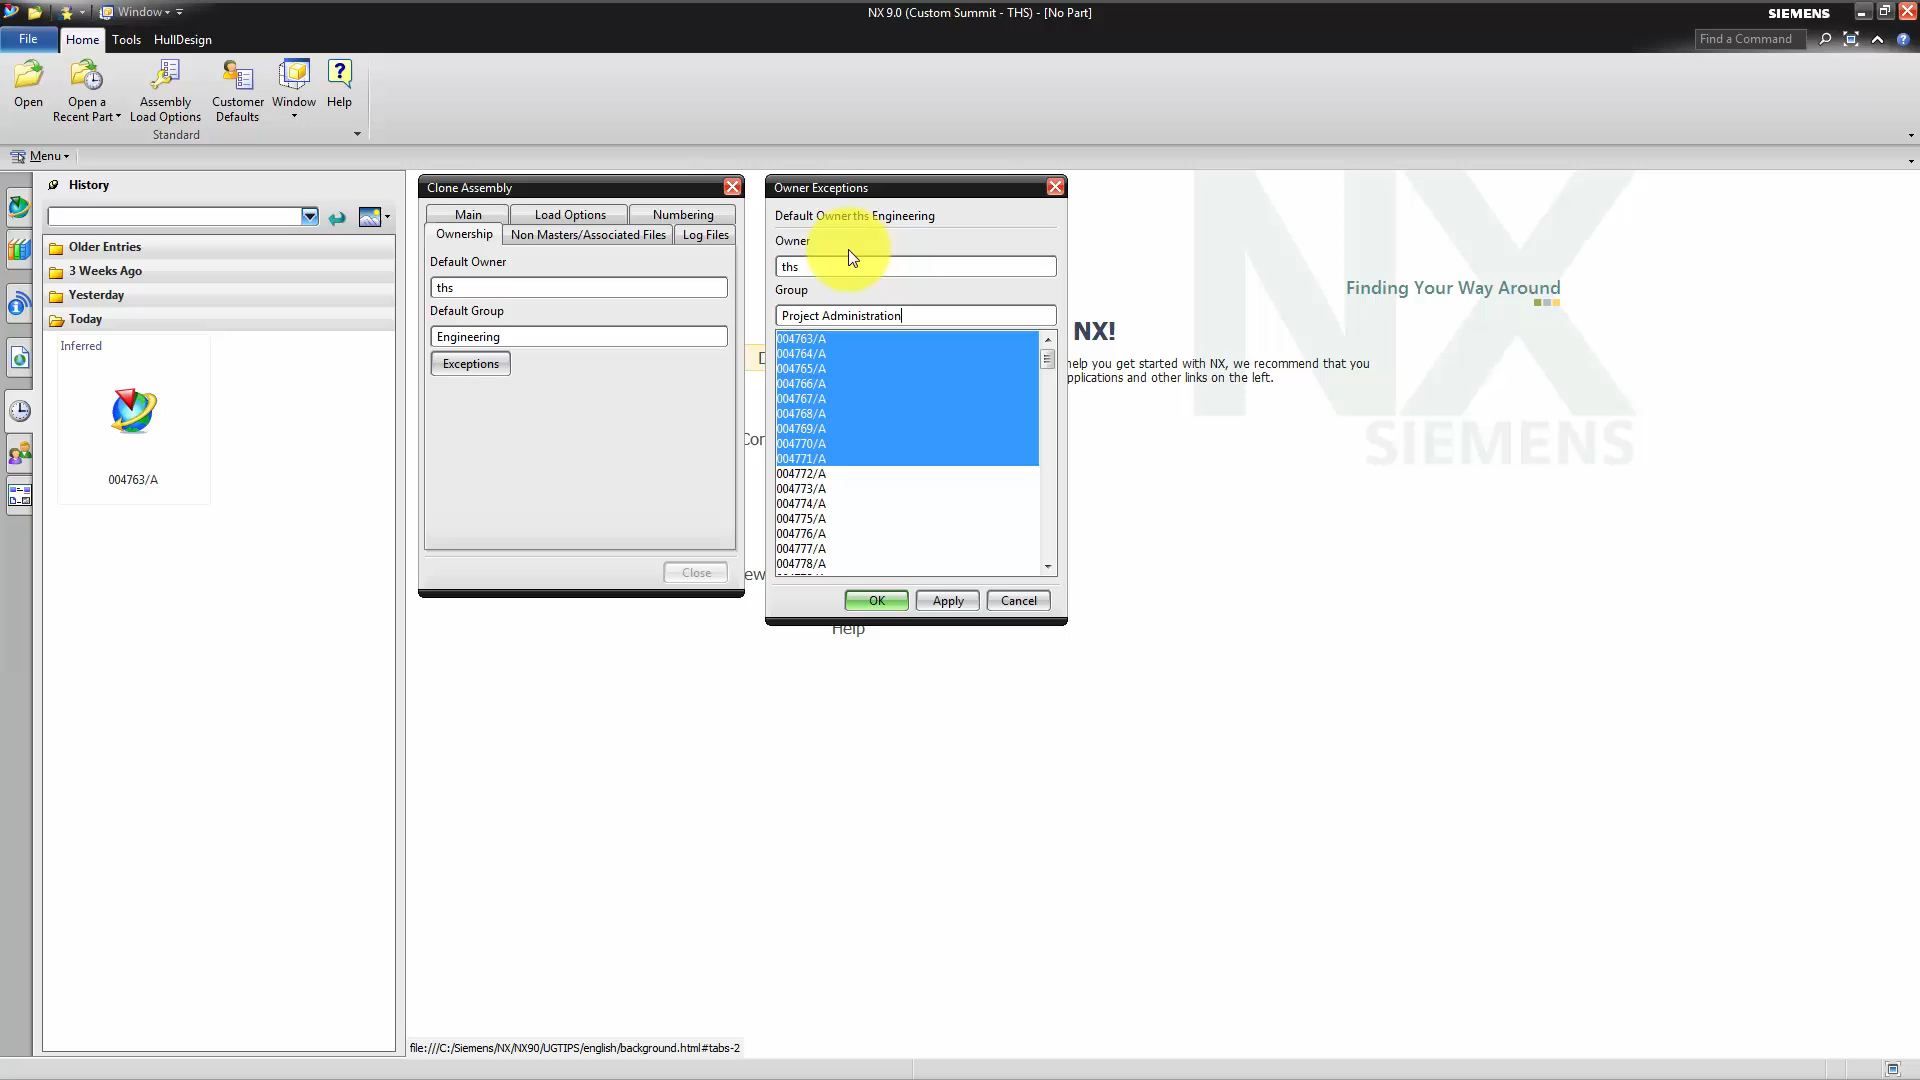 Window
NX 9.0 (Custom Summit - THS) - [No Part]
SIEMENS
File
Home
Tools
HullDesign
Find a Command
Open
Open a
Recent Part
Assembly
Load Options
Customer
Defaults
Window
Help
Standard
Menu
History
Older Entries
3 Weeks Ago
Yesterday
Today
Inferred
004763/A
Clone Assembly
Main
Load Options
Numbering
Ownership
Non Masters/Associated Files
Log Files
Default Owner
ths
Default Group
Engineering
Exceptions
Close
Owner Exceptions
Default Owner ths Engineering
Owner
ths
Group
Project Administration
004763/A
004764/A
004765/A
004766/A
004767/A
004768/A
004769/A
004770/A
004771/A
004772/A
004773/A
004774/A
004775/A
004776/A
004777/A
004778/A
OK
Apply
Cancel
Help
Finding Your Way Around
NX!
help you get started with NX, we recommend that you
applications and other links on the left.
NX
SIEMENS
file:///C:/Siemens/NX/NX90/UGTIPS/english/background.html#tabs-2